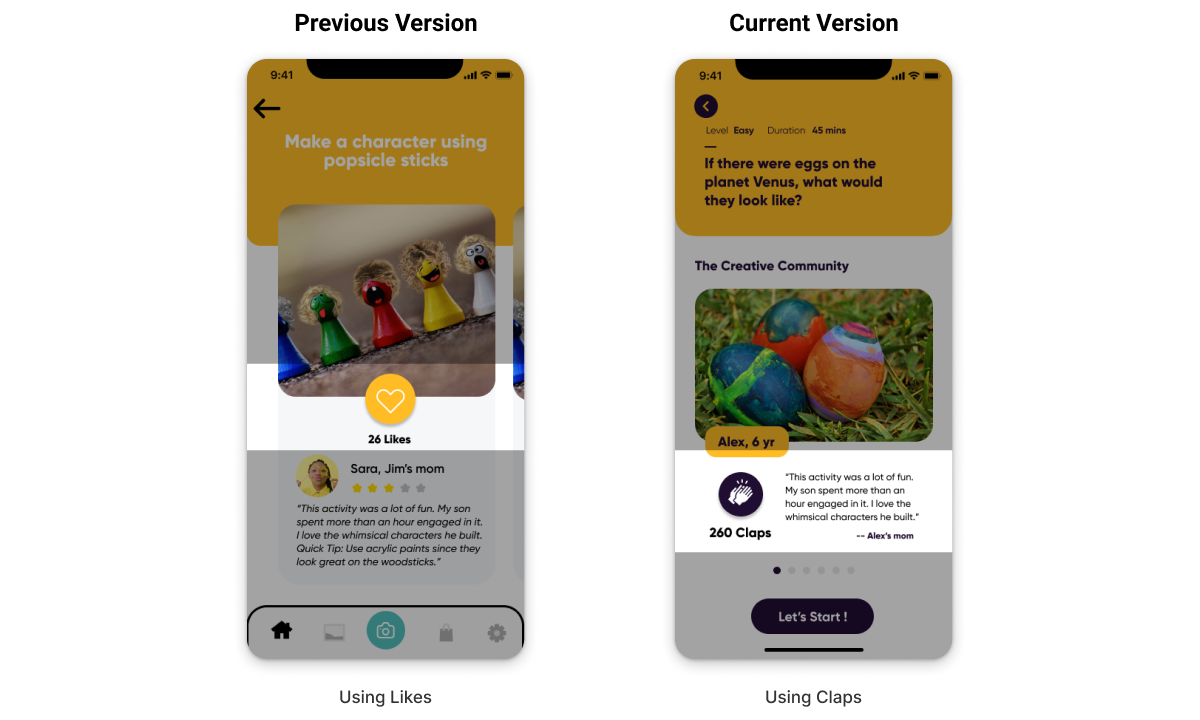 Previous Version
9:41
Make a character using
popsicle sticks
26 Likes
Sara, Jim's mom
“This activity was a lot of fun. My son
spent more than an hour engaged in it.
I love the whimsical characters he built.
Quick Tip: Use acrylic paints since they
look great on the woodsticks.”
Using Likes
Current Version
9:41
Level Easy Duration 45 mins
If there were eggs on the
planet Venus, what would
they look like?
The Creative Community
Alex, 6 yr
260 Claps
“This activity was a lot of fun.
My son spent more than an
hour engaged in it. I love the
whimsical characters he built.”
-- Alex's mom
Let's Start !
Using Claps